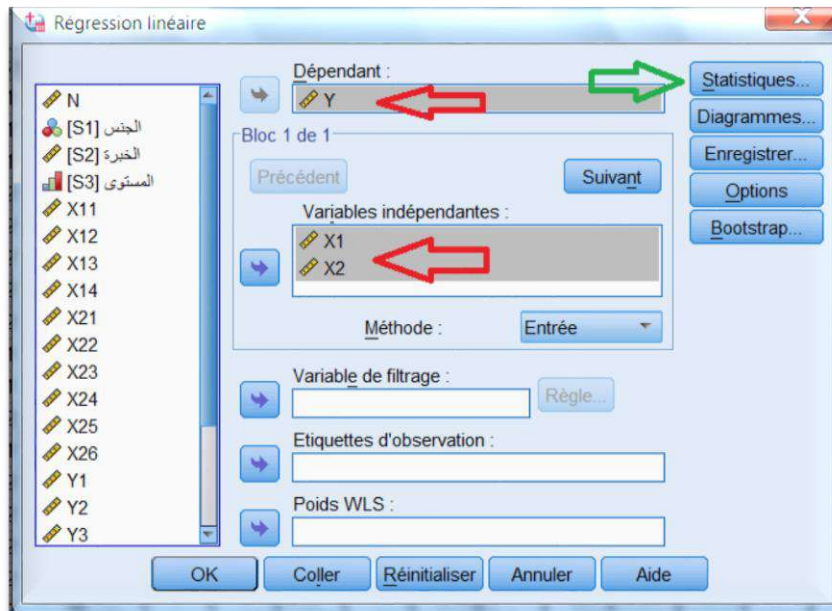 Régression linéaire
N
الجنس [S1]
الخبرة [S2]
المستوى [S3]
X11
X12
X13
X14
X21
X22
X23
X24
X25
X26
Y1
Y2
Y3
Dépendant :
Y
Bloc 1 de 1
Précédent
Suivant
Variables indépendantes :
X1
X2
Méthode :
Entrée
Variable de filtrage :
Règle...
Etiquettes d'observation :
Poids WLS :
Statistiques...
Diagrammes...
Enregistrer...
Options
Bootstrap...
OK
Coller
Réinitialiser
Annuler
Aide